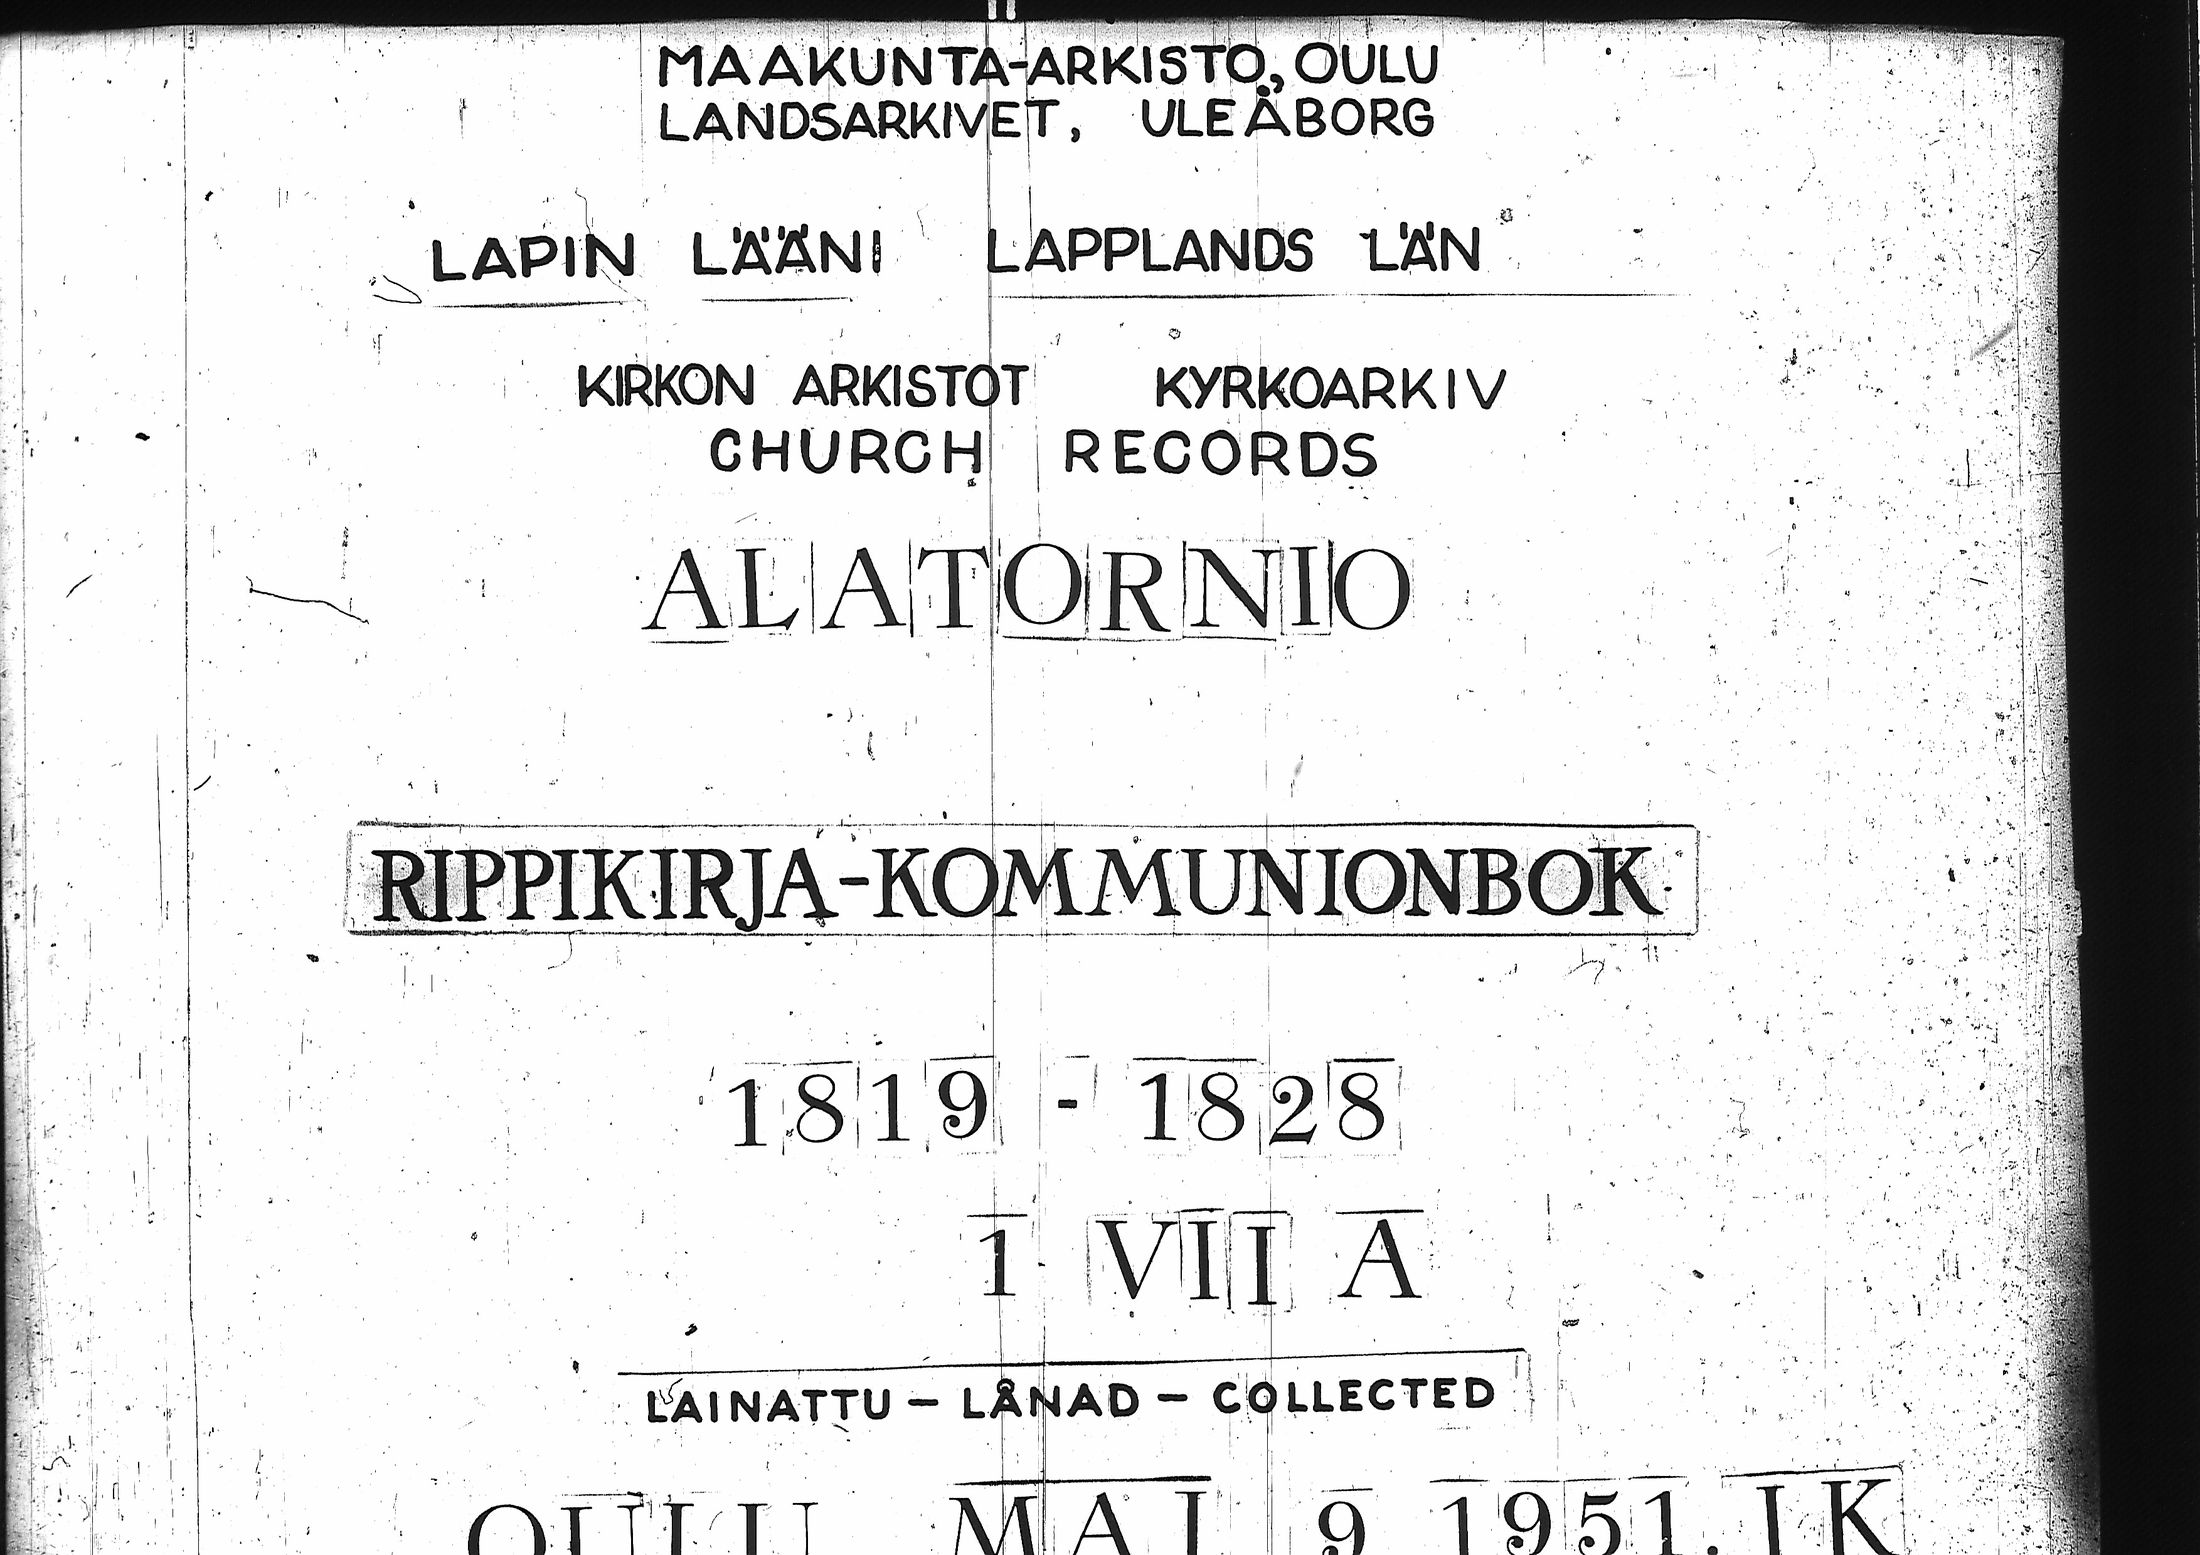 MAAKUNTA-ARKISTO, OULU
LANDSARKIVET, ULEÅBORG
LAPIN LÄÄNI LAPPLANDS LÄN
KIRKON ARKISTOT KYRKOARKIV
CHURCH RECORDS
ALATORNIO
RIPPIKIRJA-KOMMUNIONBOK
1819 - 1828
1 VII A
LAINATTU - LÅNAD - COLLECTED
OULU MAJ 9 1951. JK